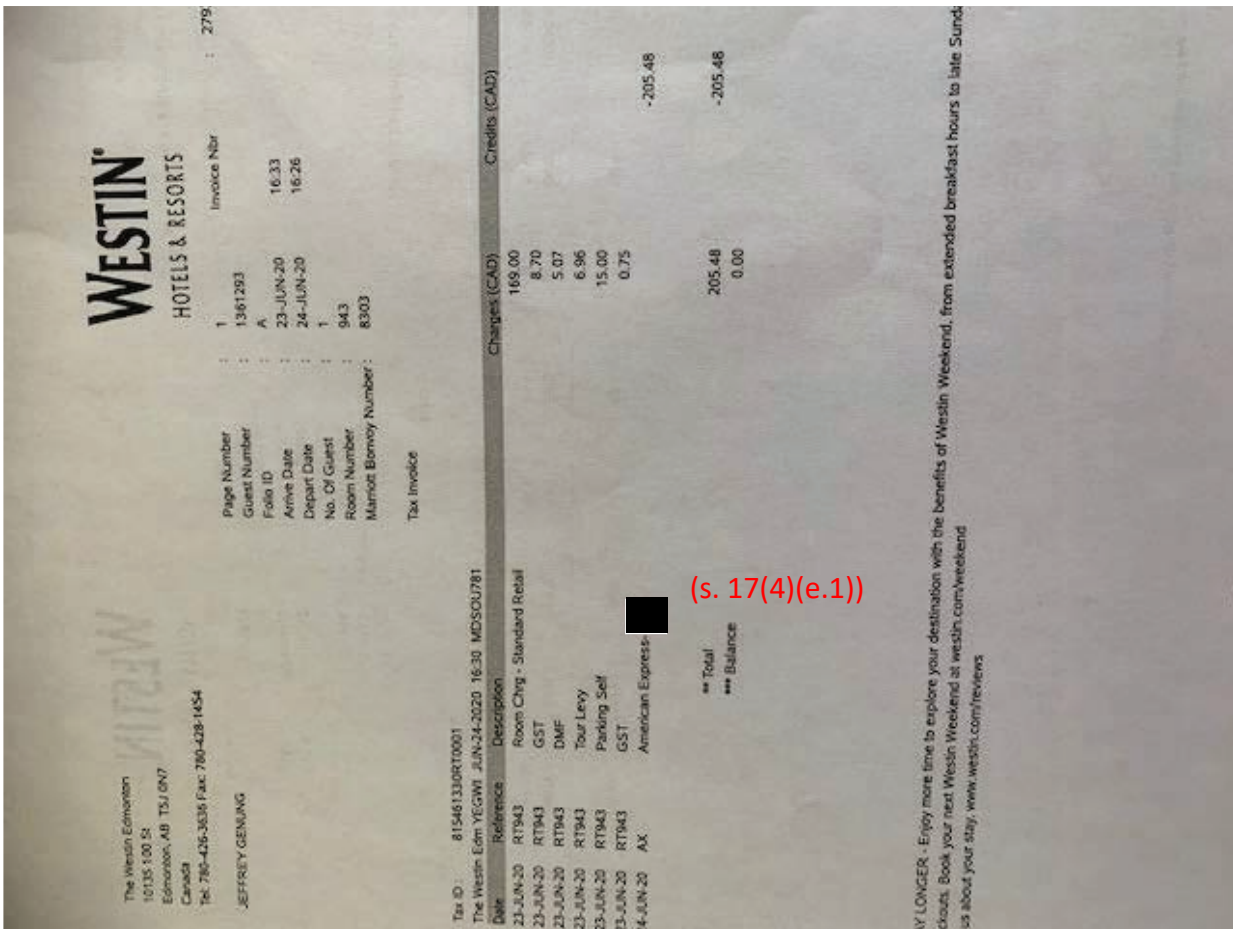 WESTIN®
HOTELS & RESORTS
The Westin Edmonton
10135 100 St
Edmonton, AB T5J 0N7
Canada
Tel: 780-426-3636 Fax: 780-428-1454
JEFFREY GENUNG
Page Number : 1 Invoice Nbr : 279
Guest Number : 1361293
Folio ID : A
Arrive Date : 23-JUN-20 16:33
Depart Date : 24-JUN-20 16:26
No. Of Guest : 1
Room Number : 943
Marriott Bonvoy Number : 8303
Tax Invoice
Tax ID : 815461330RT0001
The Westin Edm YEGWI JUN-24-2020 16:30 MDSOU781
Date Reference Description Charges (CAD) Credits (CAD)
23-JUN-20 RT943 Room Chrg - Standard Retail 169.00
23-JUN-20 RT943 GST 8.70
23-JUN-20 RT943 DMF 5.07
23-JUN-20 RT943 Tour Levy 6.96
23-JUN-20 RT943 Parking Self 15.00
23-JUN-20 RT943 GST 0.75
4-JUN-20 AX American Express- -205.48
(s. 17(4)(e.1))
** Total 205.48 -205.48
*** Balance 0.00
AY LONGER - Enjoy more time to explore your destination with the benefits of Westin Weekend, from extended breakfast hours to late Sunda
ckouts. Book your next Westin Weekend at westin.com/weekend
us about your stay, www.westin.com/reviews